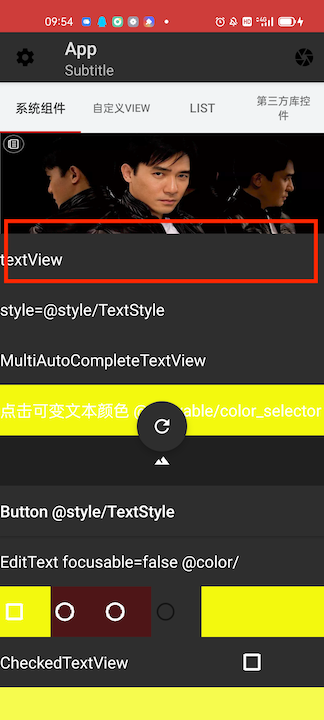 09:54
App
Subtitle
系统组件
自定义VIEW
LIST
第三方库控
件
textView
style=@style/TextStyle
MultiAutoCompleteTextView
点击可变文本颜色 @ able/color_selector
Button @style/TextStyle
EditText focusable=false @color/
CheckedTextView